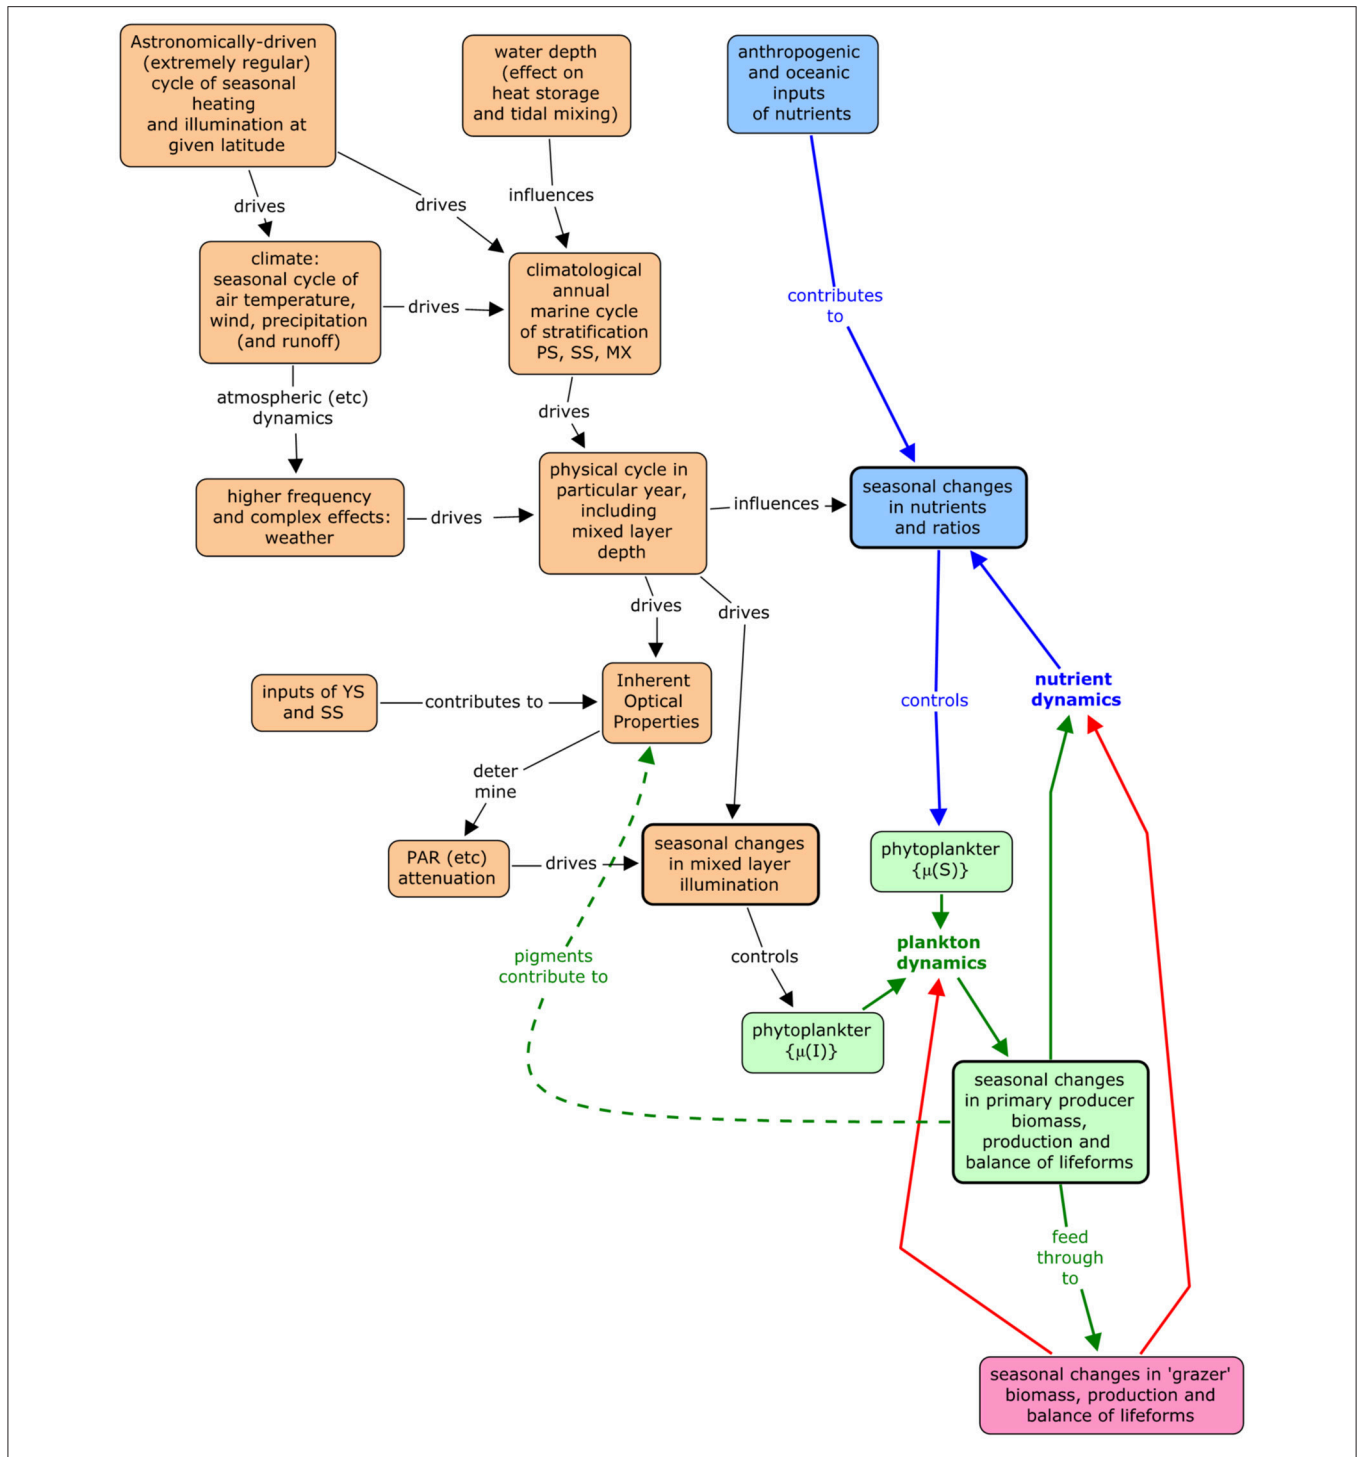 Astronomically-driven
(extremely regular)
cycle of seasonal
heating
and illumination at
given latitude
water depth
(effect on
heat storage
and tidal mixing)
anthropogenic
and oceanic
inputs
of nutrients
drives
drives
influences
climate:
seasonal cycle of
air temperature,
wind, precipitation
(and runoff)
drives
climatological
annual
marine cycle
of stratification
PS, SS, MX
contributes
to
atmospheric (etc)
dynamics
drives
higher frequency
and complex effects:
weather
drives
physical cycle in
particular year,
including
mixed layer
depth
influences
seasonal changes
in nutrients
and ratios
drives
drives
inputs of YS
and SS
contributes to
Inherent
Optical
Properties
controls
nutrient
dynamics
deter
mine
PAR (etc)
attenuation
drives
seasonal changes
in mixed layer
illumination
phytoplankter
{μ(S)}
pigments
contribute to
controls
plankton
dynamics
phytoplankter
{μ(I)}
seasonal changes
in primary producer
biomass,
production and
balance of lifeforms
feed
through
to
seasonal changes in 'grazer'
biomass, production and
balance of lifeforms